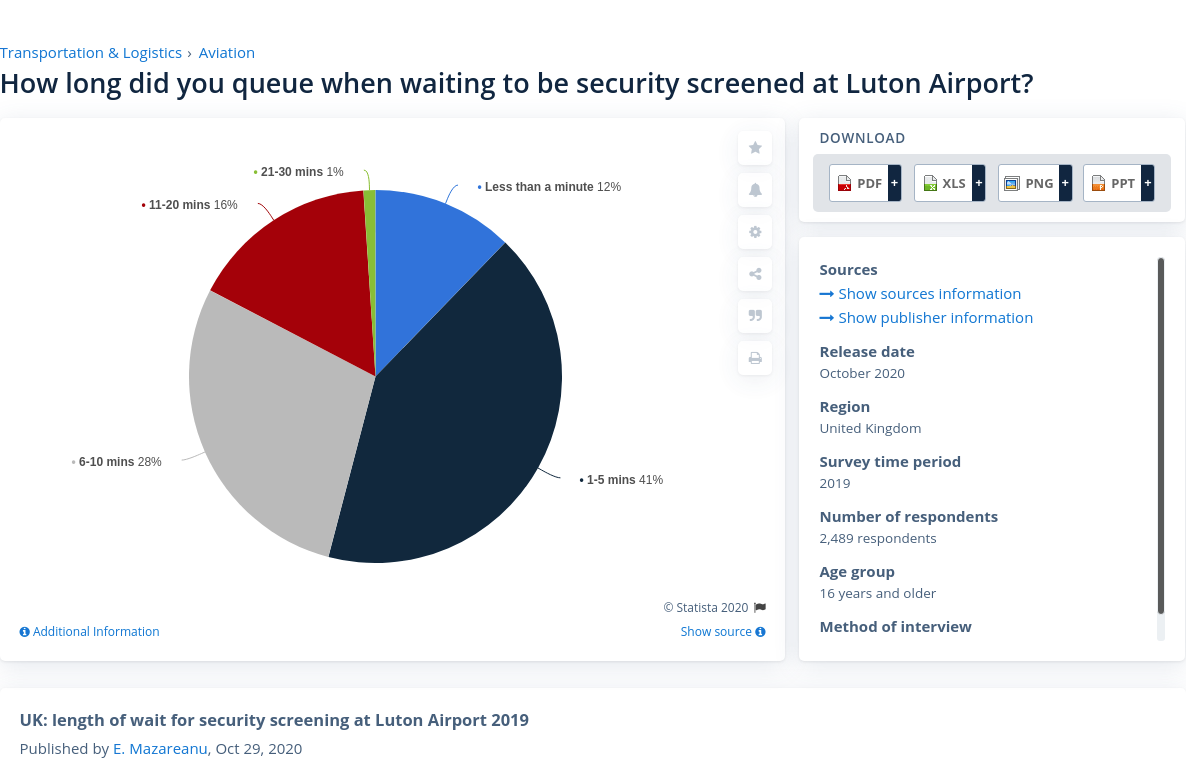 Transportation & Logistics › Aviation
How long did you queue when waiting to be security screened at Luton Airport?
21-30 mins 1%
Less than a minute 12%
11-20 mins 16%
6-10 mins 28%
1-5 mins 41%
© Statista 2020
Additional Information
Show source
DOWNLOAD
PDF + XLS + PNG + PPT +
Sources
Show sources information
Show publisher information
Release date
October 2020
Region
United Kingdom
Survey time period
2019
Number of respondents
2,489 respondents
Age group
16 years and older
Method of interview
UK: length of wait for security screening at Luton Airport 2019
Published by E. Mazareanu, Oct 29, 2020